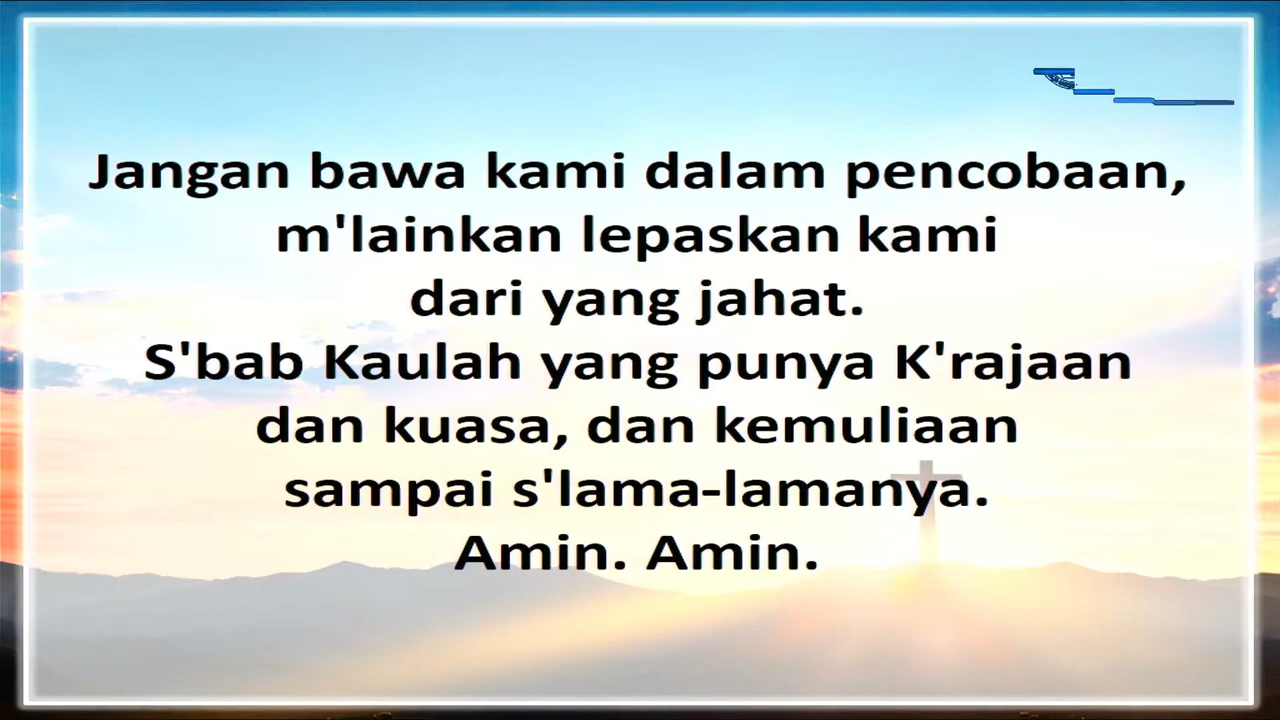 Jangan bawa kami dalam pencobaan,
m'lainkan lepaskan kami
dari yang jahat.
S'bab Kaulah yang punya K'rajaan
dan kuasa, dan kemuliaan
sampai s'lama-lamanya.
Amin. Amin.